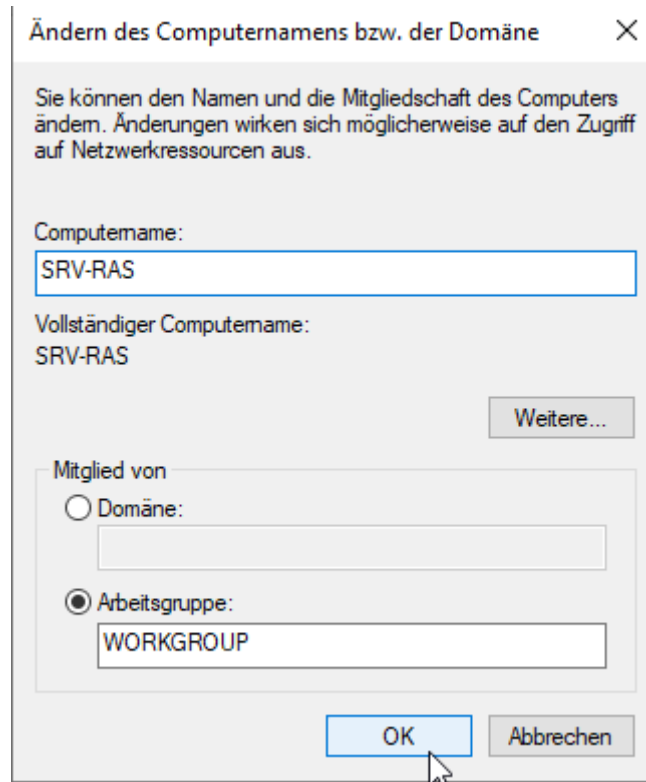 Ändern des Computernamens bzw. der Domäne
Sie können den Namen und die Mitgliedschaft des Computers
ändern. Änderungen wirken sich möglicherweise auf den Zugriff
auf Netzwerkressourcen aus.
Computername:
SRV-RAS
Vollständiger Computername:
SRV-RAS
Weitere...
Mitglied von
Domäne:
Arbeitsgruppe:
WORKGROUP
OK Abbrechen